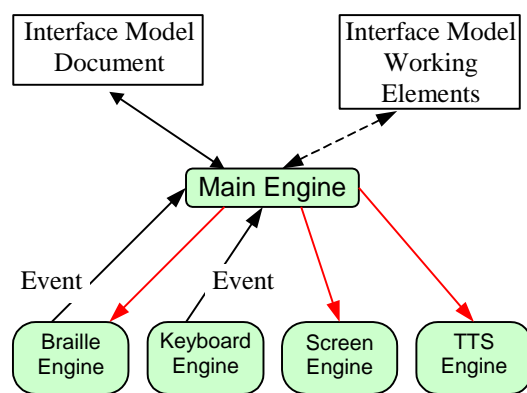 Interface Model
Document
Interface Model
Working
Elements
Main Engine
Event
Event
Braille
Engine
Keyboard
Engine
Screen
Engine
TTS
Engine